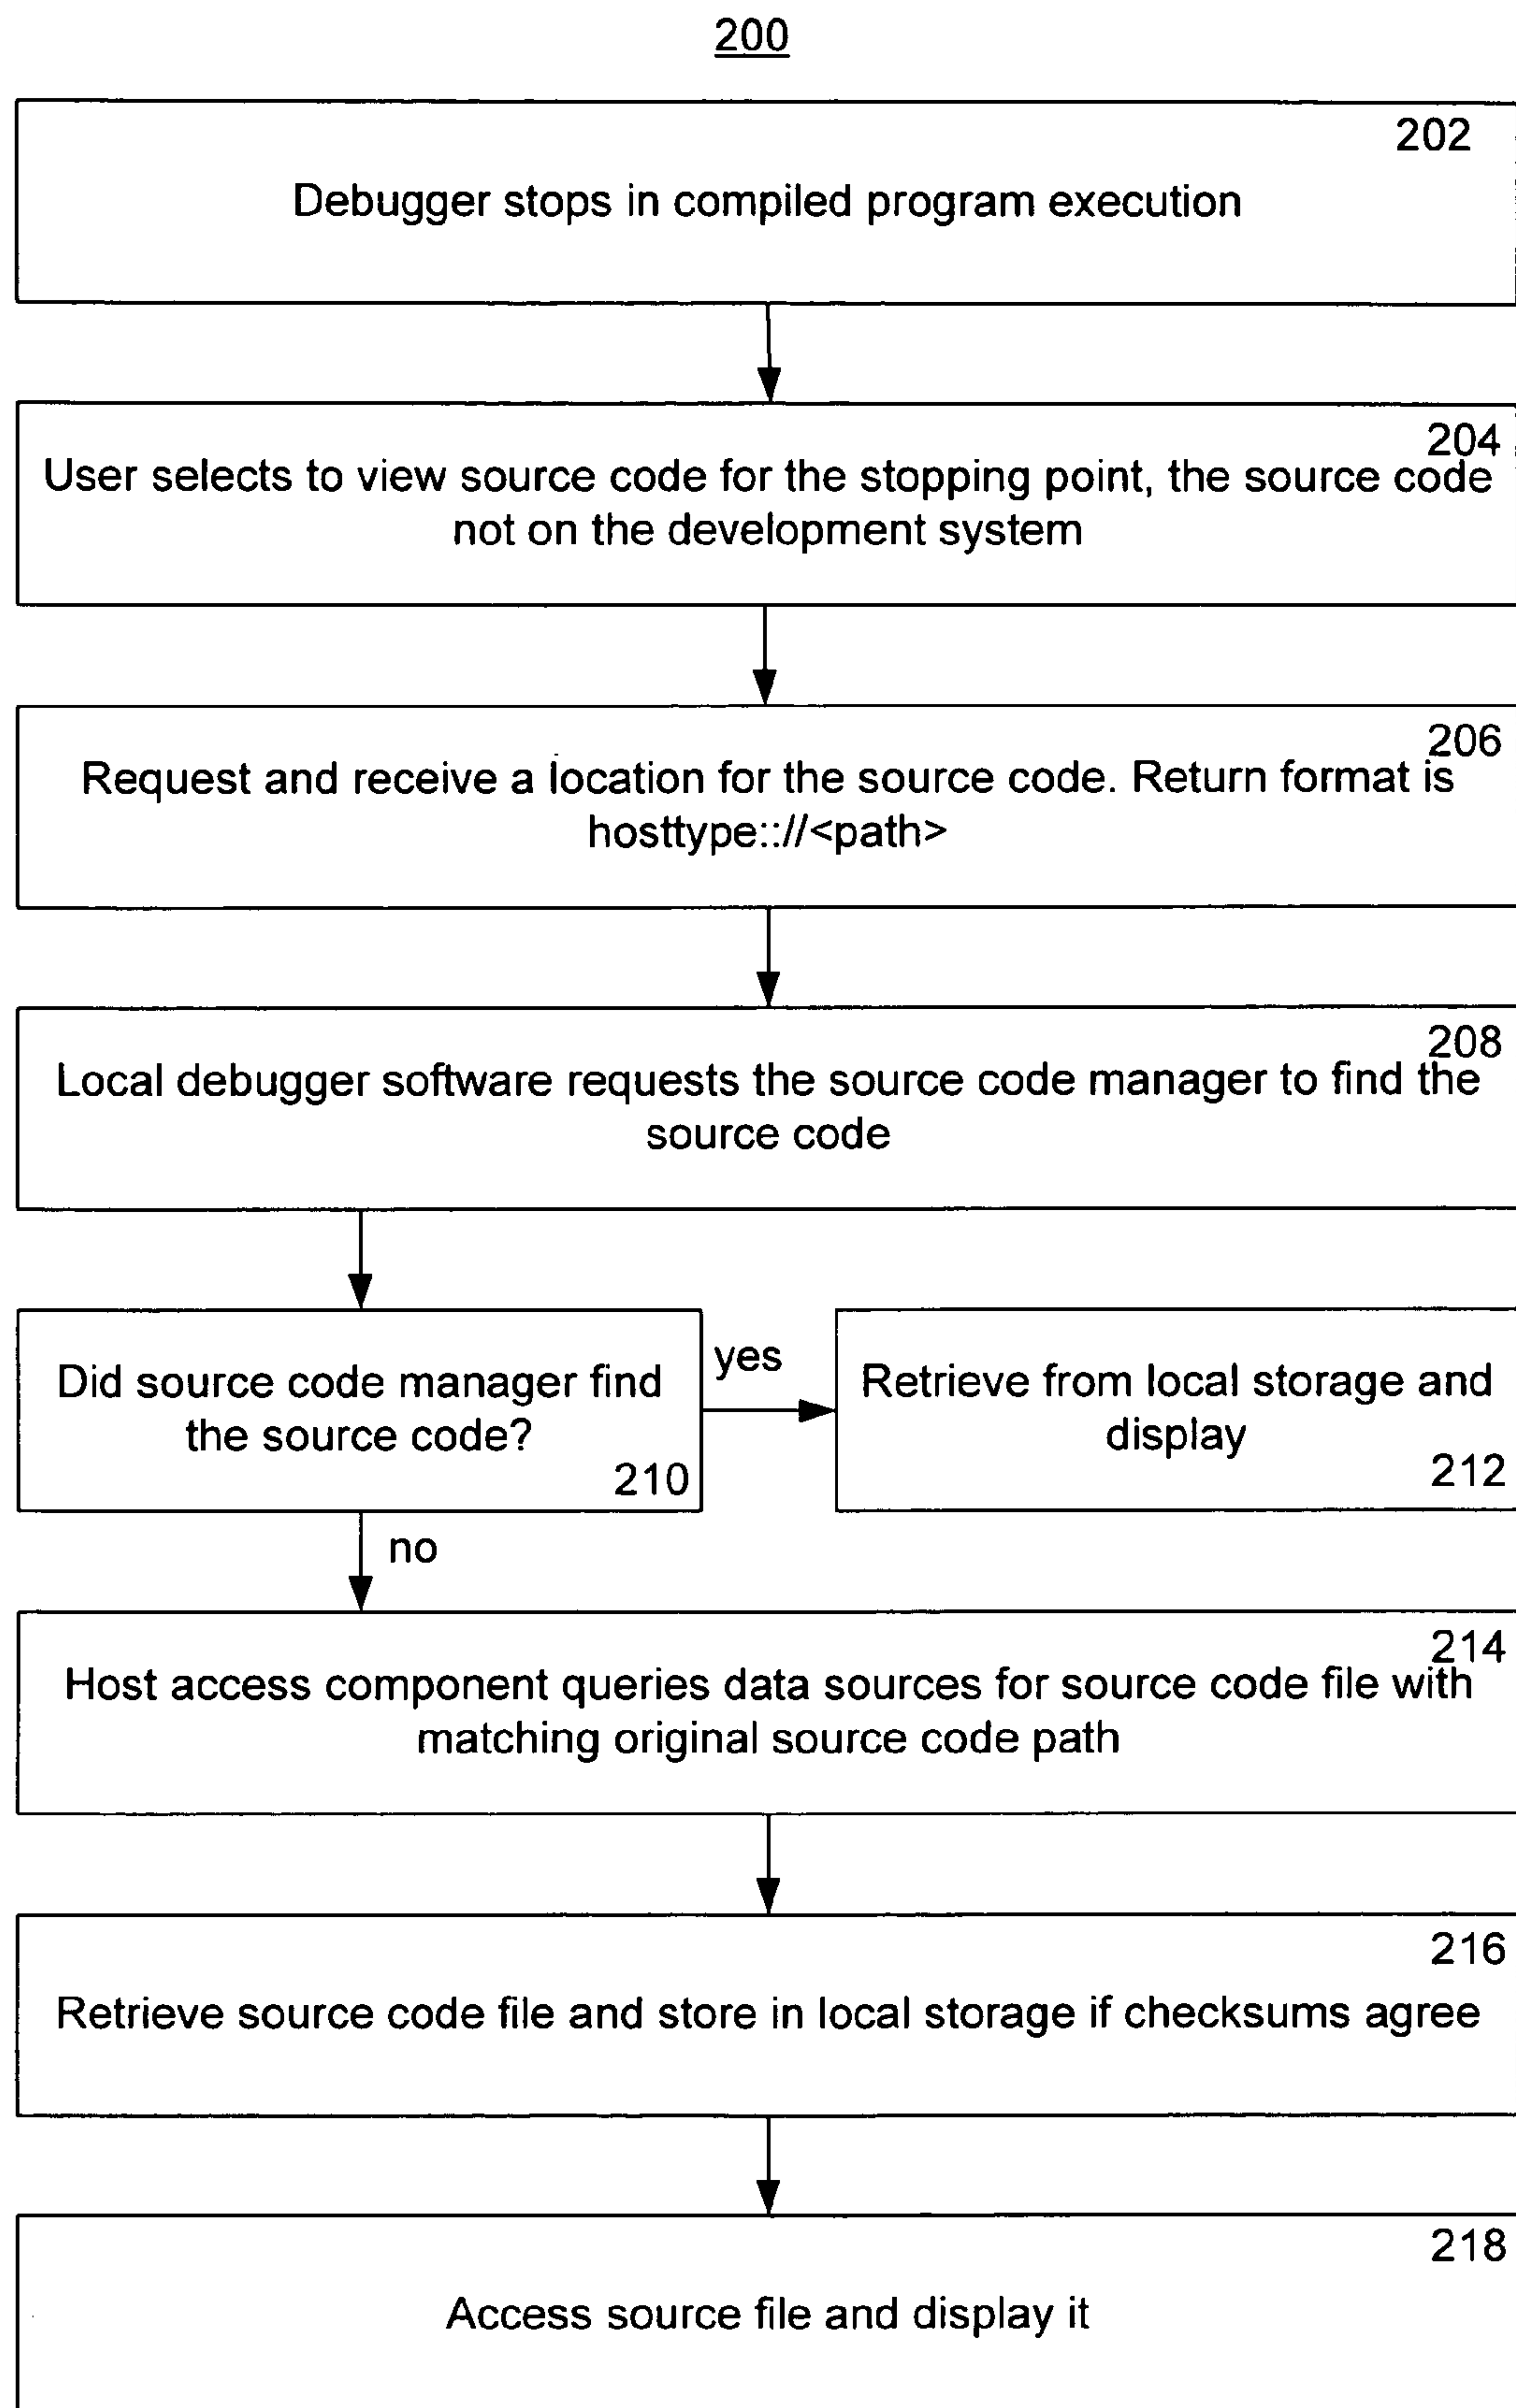 200
202
Debugger stops in compiled program execution
204
User selects to view source code for the stopping point, the source code
not on the development system
206
Request and receive a location for the source code. Return format is
hosttype:://<path>
208
Local debugger software requests the source code manager to find the
source code
Did source code manager find
the source code?
210
yes
Retrieve from local storage and
display
212
no
214
Host access component queries data sources for source code file with
matching original source code path
216
Retrieve source code file and store in local storage if checksums agree
218
Access source file and display it